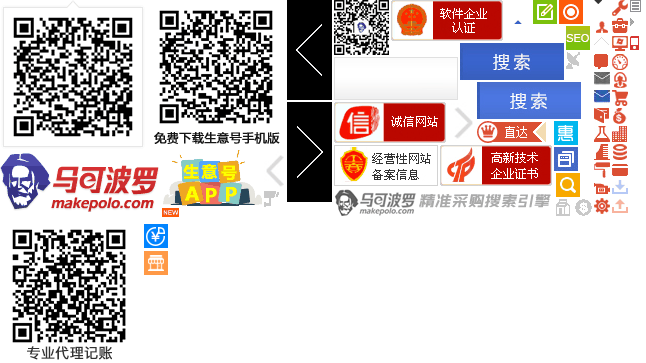 软件企业
认证
SEO
搜索
搜索
免费下载生意号手机版
诚信网站
直达
惠
马可波罗
makepolo.com
生意号
APP
NEW
经营性网站
备案信息
高新技术
企业证书
马可波罗
makepolo.com
精准采购搜索引擎
专业代理记账